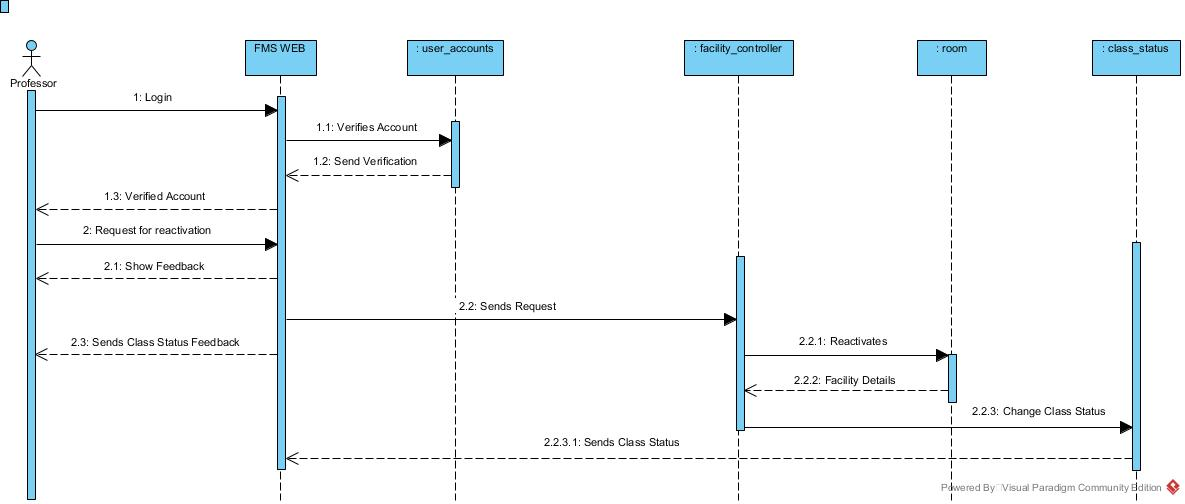 FMS WEB
: user_accounts
: facility_controller
: room
: class_status
Professor
1: Login
1.1: Verifies Account
1.2: Send Verification
1.3: Verified Account
2: Request for reactivation
2.1: Show Feedback
2.2: Sends Request
2.3: Sends Class Status Feedback
2.2.1: Reactivates
2.2.2: Facility Details
2.2.3: Change Class Status
2.2.3.1: Sends Class Status
Powered By Visual Paradigm Community Edition